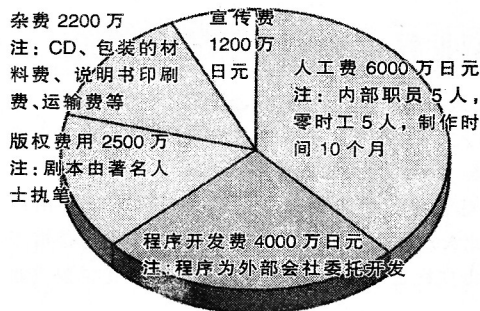 杂费 2200 万
注：CD、包装的材
料费、说明书印刷
费、运输费等
宣传费
1200 万
日元
人工费 6000 万日元
注：内部职员 5 人，
零时工 5 人，制作时
间 10 个月
版权费用 2500 万
注：剧本由著名人
士执笔
程序开发费 4000 万日元
注：程序为外部会社委托开发